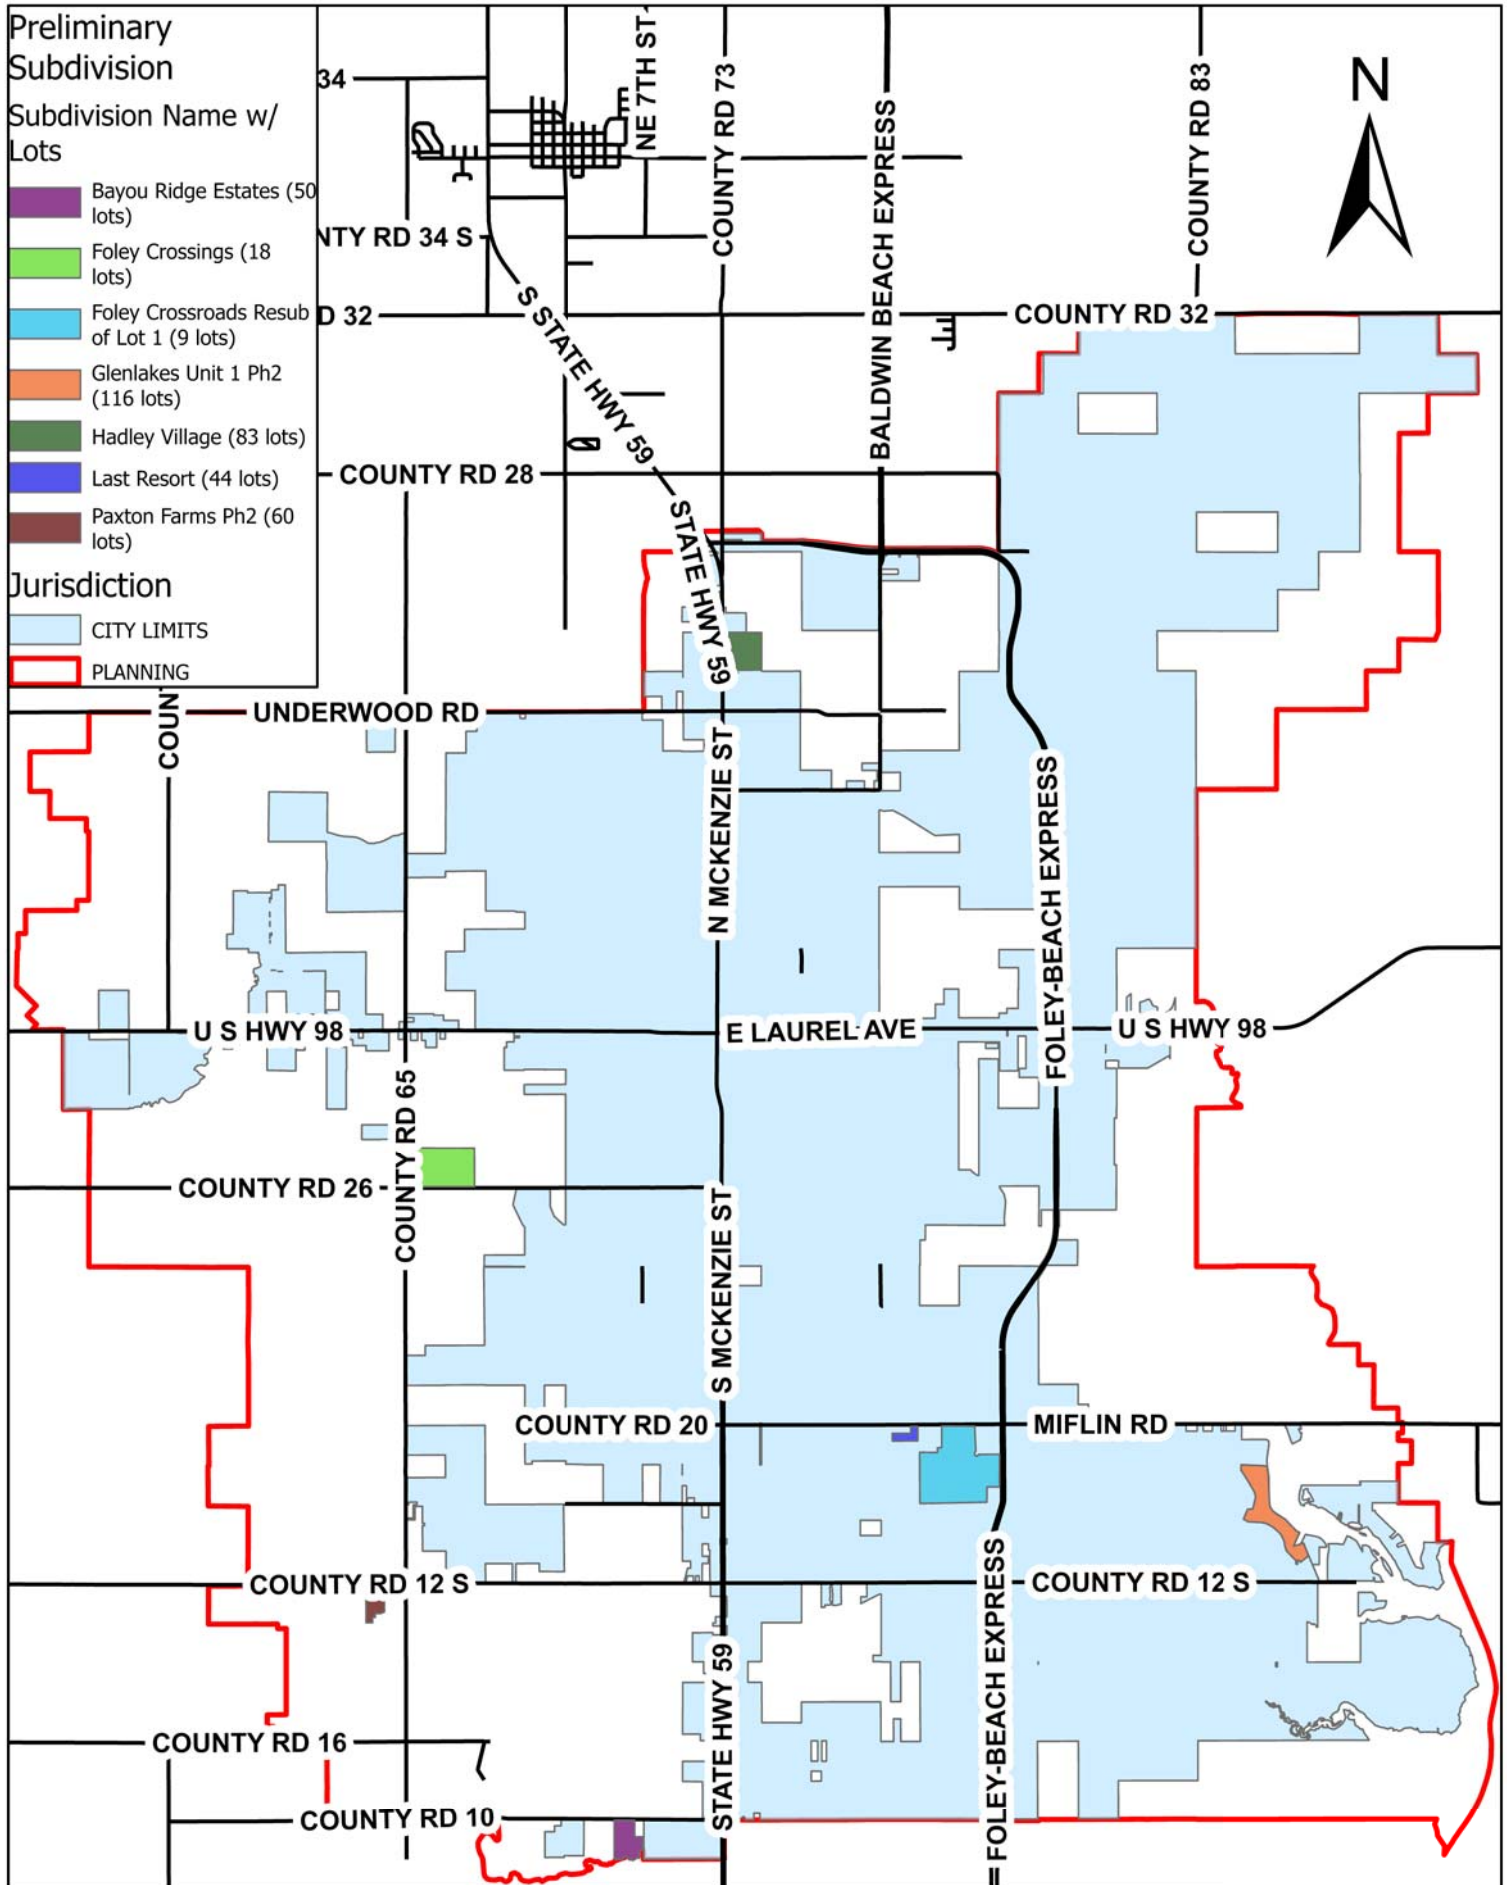 Preliminary
Subdivision
Subdivision Name w/
Lots
Bayou Ridge Estates (50
lots)
Foley Crossings (18
lots)
Foley Crossroads Resub
of Lot 1 (9 lots)
Glenlakes Unit 1 Ph2
(116 lots)
Hadley Village (83 lots)
Last Resort (44 lots)
Paxton Farms Ph2 (60
lots)
Jurisdiction
CITY LIMITS
PLANNING
N
34
NE 7TH ST
COUNTY RD 73
BALDWIN BEACH EXPRESS
COUNTY RD 83
NTY RD 34 S
D 32
COUNTY RD 32
S STATE HWY 59
COUNTY RD 28
STATE HWY 59
UNDERWOOD RD
COUN
N MCKENZIE ST
FOLEY-BEACH EXPRESS
U S HWY 98
E LAUREL AVE
U S HWY 98
COUNTY RD 65
COUNTY RD 26
S MCKENZIE ST
COUNTY RD 20
MIFLIN RD
COUNTY RD 12 S
COUNTY RD 12 S
FOLEY-BEACH EXPRESS
STATE HWY 59
COUNTY RD 16
COUNTY RD 10